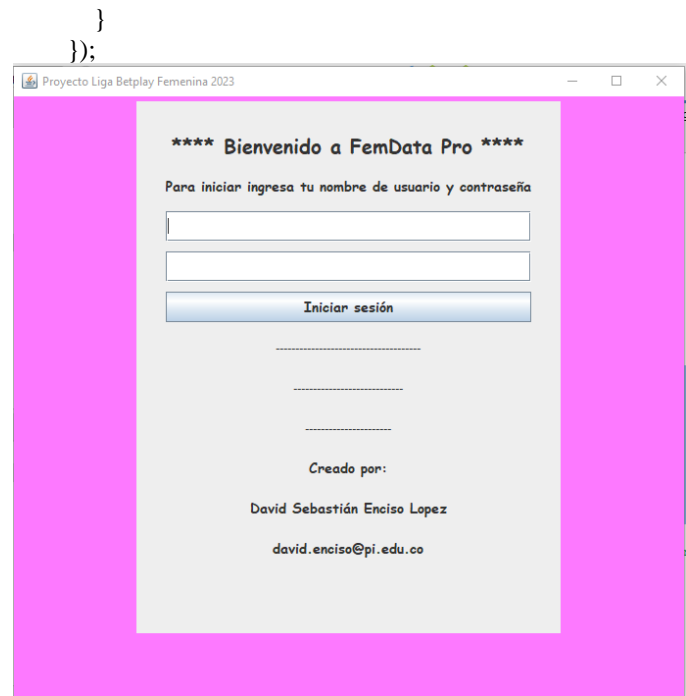 }
});
Proyecto Liga Betplay Femenina 2023
**** Bienvenido a FemData Pro ****
Para iniciar ingresa tu nombre de usuario y contraseña
Iniciar sesión
-------------------------------------
----------------------------
----------------------
Creado por:
David Sebastián Enciso Lopez
david.enciso@pi.edu.co